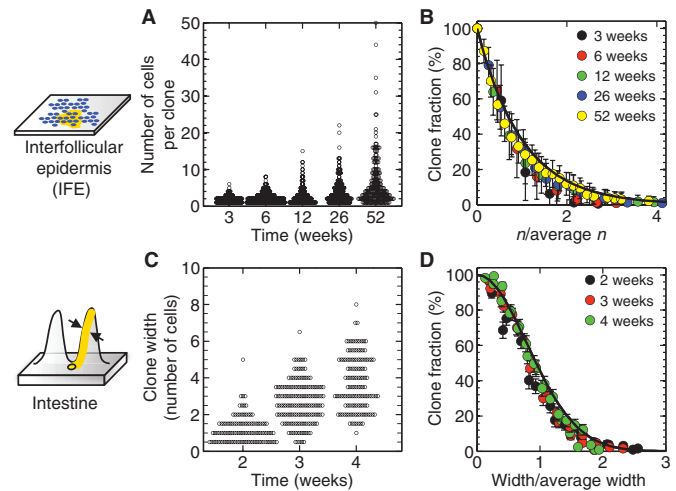 A
Number of cells
per clone
50
40
30
20
10
0
3 6 12 26 52
Time (weeks)
B
Clone fraction (%)
100
80
60
40
20
0
0 2 4
n/average n
3 weeks
6 weeks
12 weeks
26 weeks
52 weeks
Interfollicular
epidermis
(IFE)
C
Clone width
(number of cells)
10
8
6
4
2
0
2 3 4
Time (weeks)
D
Clone fraction (%)
100
80
60
40
20
0
0 1 2 3
Width/average width
2 weeks
3 weeks
4 weeks
Intestine